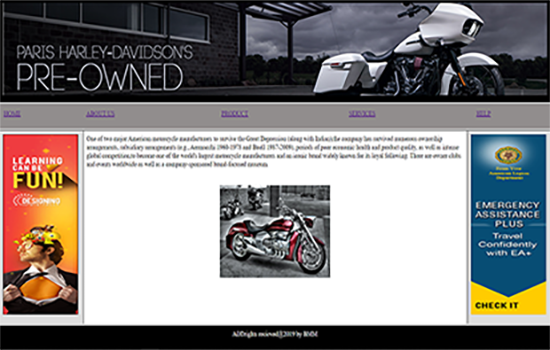 PARIS HARLEY-DAVIDSON'S
PRE-OWNED
HOME ABOUT US PRODUCT SERVICES HELP
LEARNING
CAN BE
FUN!
DESIGNING
One of two major American motorcycle manufacturers to survive the Great Depression (along with Indian) the company has survived numerous ownership
arrangements, subsidiary arrangements (e.g., Aermacchi 1960-1978 and Buell 1987-2009), periods of poor economic health and product quality, as well as intense
global competition to become one of the world's largest motorcycle manufacturers and an iconic brand widely known for its loyal following. There are owner clubs
and events worldwide as well as a company-sponsored brand-focused museum.
From Your
American Legion
Department
EMERGENCY
ASSISTANCE
PLUS
Travel
Confidently
with EA+
CHECK IT
2019 by BMM